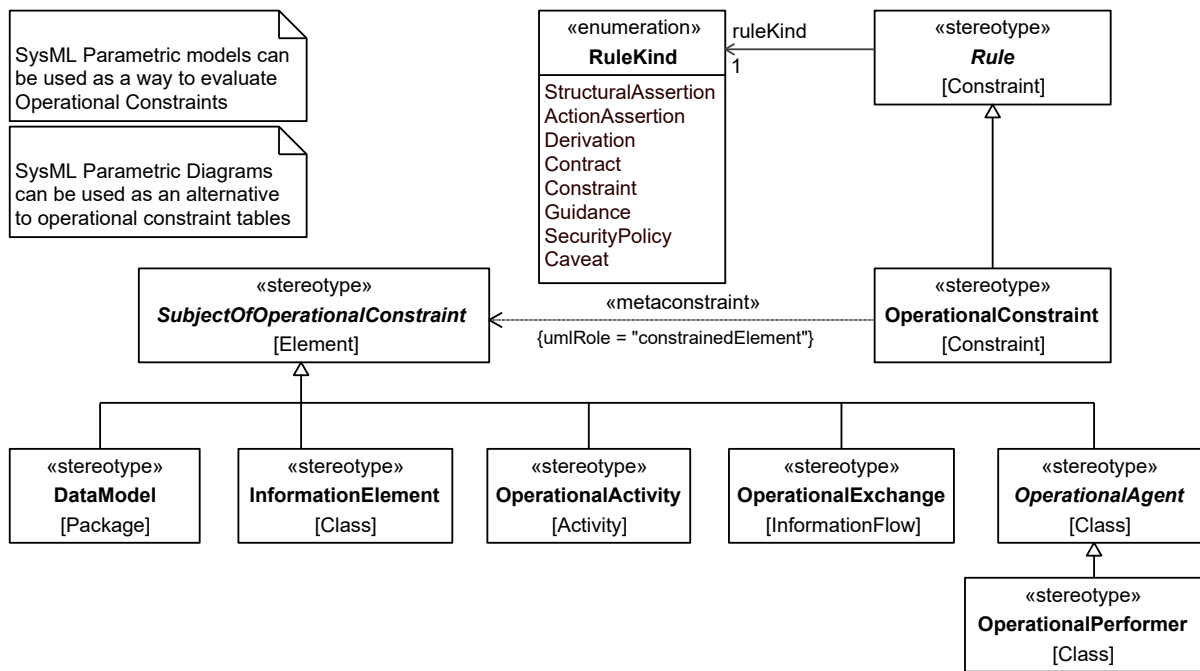 SysML Parametric models can
be used as a way to evaluate
Operational Constraints
SysML Parametric Diagrams
can be used as an alternative
to operational constraint tables
«enumeration»
RuleKind
StructuralAssertion
ActionAssertion
Derivation
Contract
Constraint
Guidance
SecurityPolicy
Caveat
ruleKind
1
«stereotype»
Rule
[Constraint]
«stereotype»
SubjectOfOperationalConstraint
[Element]
«metaconstraint»
{umlRole = "constrainedElement"}
«stereotype»
OperationalConstraint
[Constraint]
«stereotype»
DataModel
[Package]
«stereotype»
InformationElement
[Class]
«stereotype»
OperationalActivity
[Activity]
«stereotype»
OperationalExchange
[InformationFlow]
«stereotype»
OperationalAgent
[Class]
«stereotype»
OperationalPerformer
[Class]